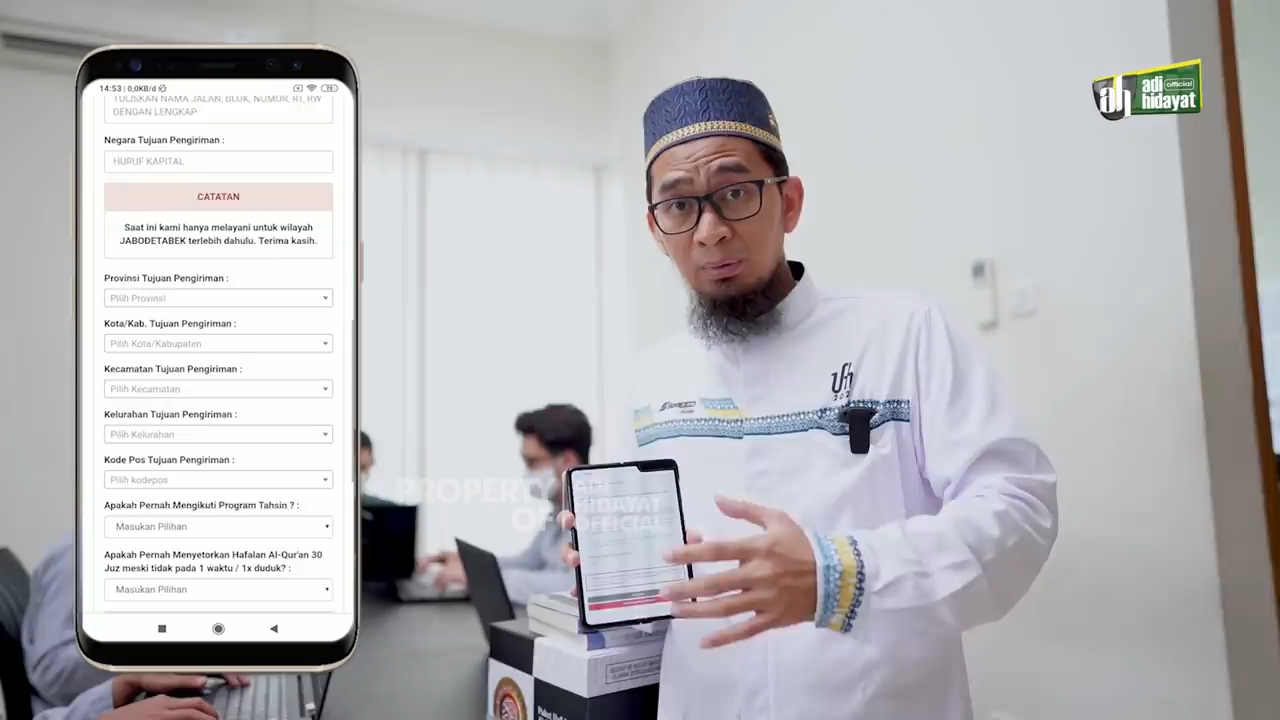 14:53 | 0,0KB/d
TULISKAN NAMA JALAN, BLOK, NOMOR, RT, RW
DENGAN LENGKAP
Negara Tujuan Pengiriman :
HURUF KAPITAL
CATATAN
Saat ini kami hanya melayani untuk wilayah
JABODETABEK terlebih dahulu. Terima kasih.
Provinsi Tujuan Pengiriman :
Pilih Provinsi
Kota/Kab. Tujuan Pengiriman :
Pilih Kota/Kabupaten
Kecamatan Tujuan Pengiriman :
Pilih Kecamatan
Kelurahan Tujuan Pengiriman :
Pilih Kelurahan
Kode Pos Tujuan Pengiriman :
Pilih kodepos
Apakah Pernah Mengikuti Program Tahsin ? :
Masukan Pilihan
Apakah Pernah Menyetorkan Hafalan Al-Qur'an 30
Juz meski tidak pada 1 waktu / 1x duduk? :
Masukan Pilihan
ah
adi official
hidayat
PROPERTY OF
ADI
HIDAYAT
OFFICIAL